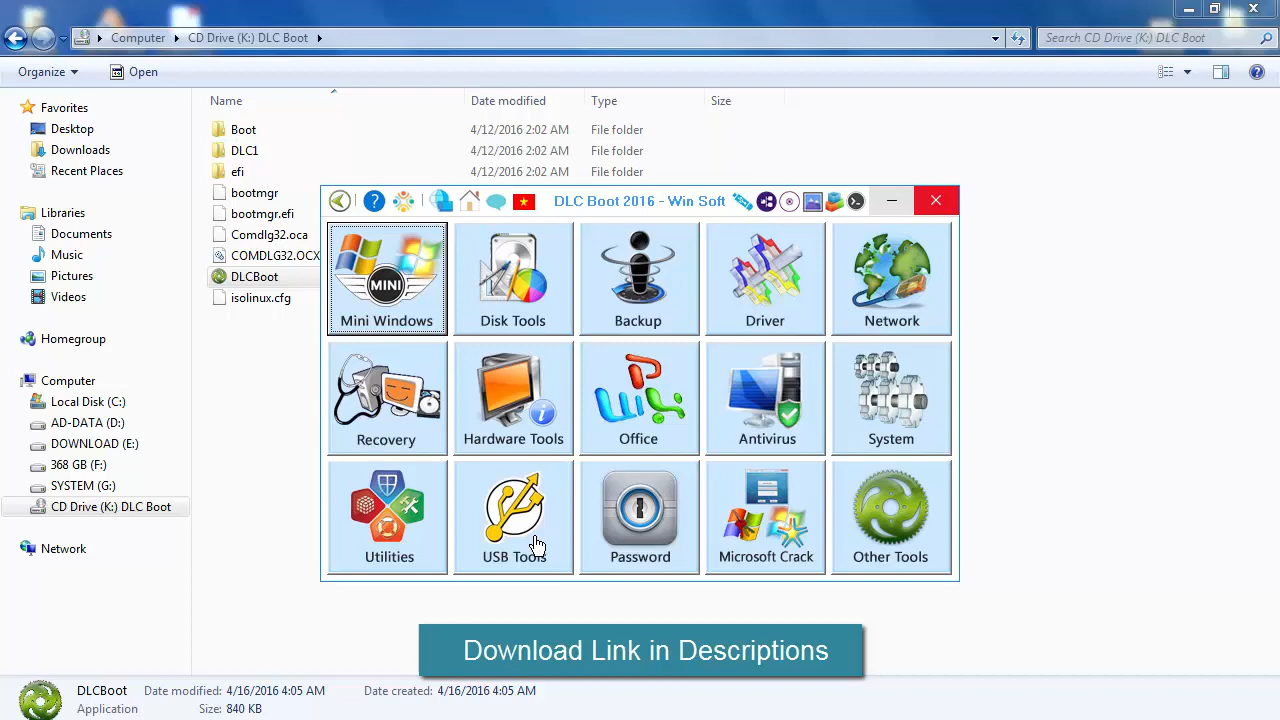 Computer CD Drive (K:) DLC Boot
Search CD Drive (K:) DLC Boot
Organize Open
Name Date modified Type Size
Favorites
Desktop
Downloads
Recent Places
Libraries
Documents
Music
Pictures
Videos
Homegroup
Computer
Local Disk (C:)
AD-DATA (D:)
DOWNLOAD (E:)
368 GB (F:)
SYSTEM (G:)
CD Drive (K:) DLC Boot
Network
Boot 4/12/2016 2:02 AM File folder
DLC1 4/12/2016 2:02 AM File folder
efi 4/12/2016 2:02 AM File folder
bootmgr
bootmgr.efi
Comdlg32.oca
COMDLG32.OCX
DLCBoot
isolinux.cfg
DLC Boot 2016 - Win Soft
MINI
Mini Windows
Disk Tools
Backup
Driver
Network
Recovery
Hardware Tools
Office
Antivirus
System
Utilities
USB Tools
Password
Microsoft Crack
Other Tools
Download Link in Descriptions
DLCBoot Date modified: 4/16/2016 4:05 AM Date created: 4/16/2016 4:05 AM
Application Size: 840 KB